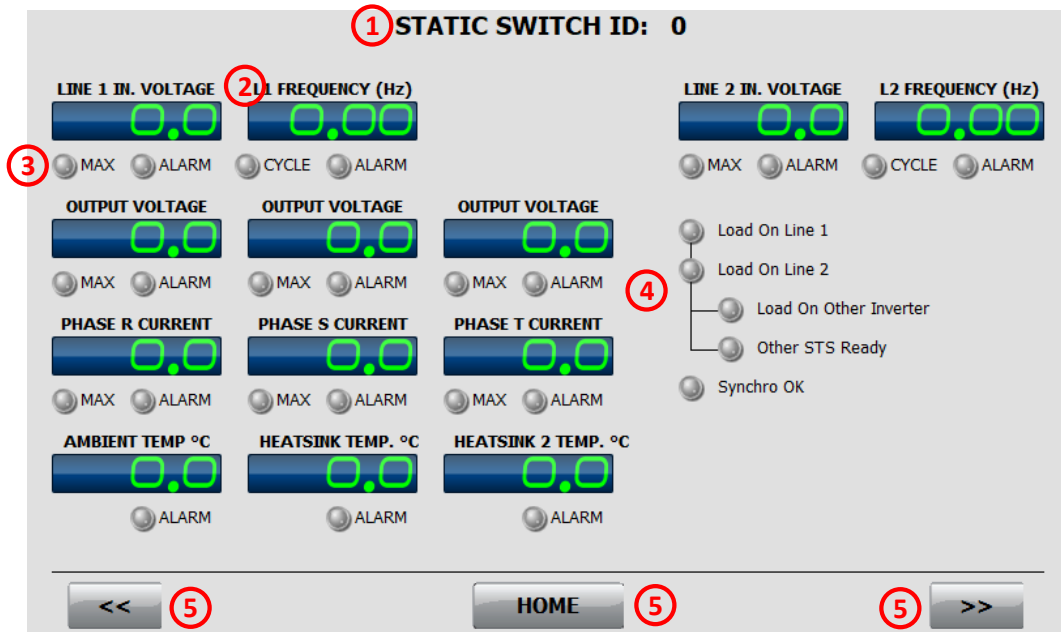 1 STATIC SWITCH ID: 0
LINE 1 IN. VOLTAGE 2 L1 FREQUENCY (Hz) LINE 2 IN. VOLTAGE L2 FREQUENCY (Hz)
0.0 0.00 0.0 0.00
3 MAX ALARM CYCLE ALARM MAX ALARM CYCLE ALARM
OUTPUT VOLTAGE OUTPUT VOLTAGE OUTPUT VOLTAGE
0.0 0.0 0.0 Load On Line 1
MAX ALARM MAX ALARM MAX ALARM 4 Load On Line 2
Load On Other Inverter
PHASE R CURRENT PHASE S CURRENT PHASE T CURRENT
0.0 0.0 0.0 Other STS Ready
MAX ALARM MAX ALARM MAX ALARM Synchro OK
AMBIENT TEMP °C HEATSINK TEMP. °C HEATSINK 2 TEMP. °C
0.0 0.0 0.0
ALARM ALARM ALARM
<< 5 HOME 5 5 >>